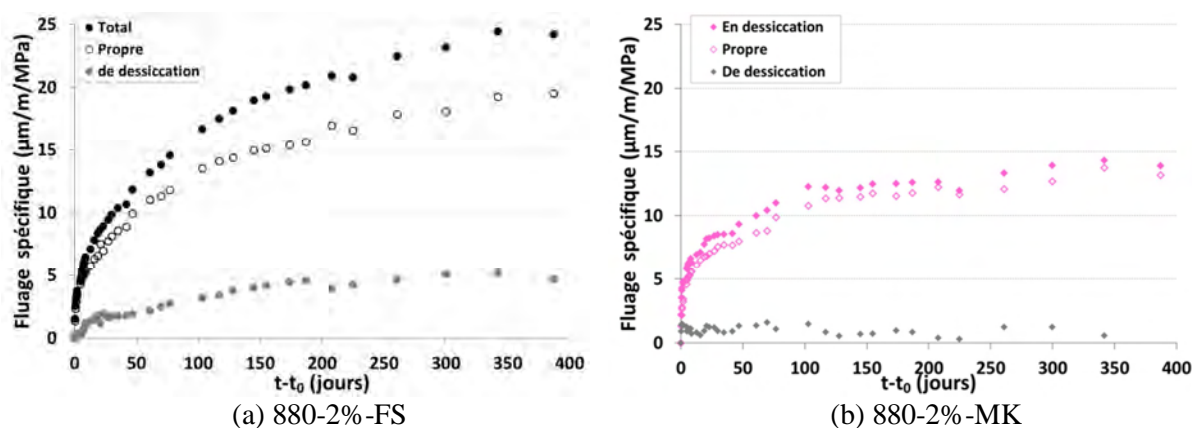 25
20
15
10
5
0
Fluage spécifique (µm/m/MPa)
Total
Propre
de dessiccation
0 50 100 150 200 250 300 350 400
t-t₀ (jours)
(a) 880-2%-FS
25
20
15
10
5
0
Fluage spécifique (µm/m/MPa)
En dessiccation
Propre
De dessiccation
0 50 100 150 200 250 300 350 400
t-t₀ (jours)
(b) 880-2%-MK